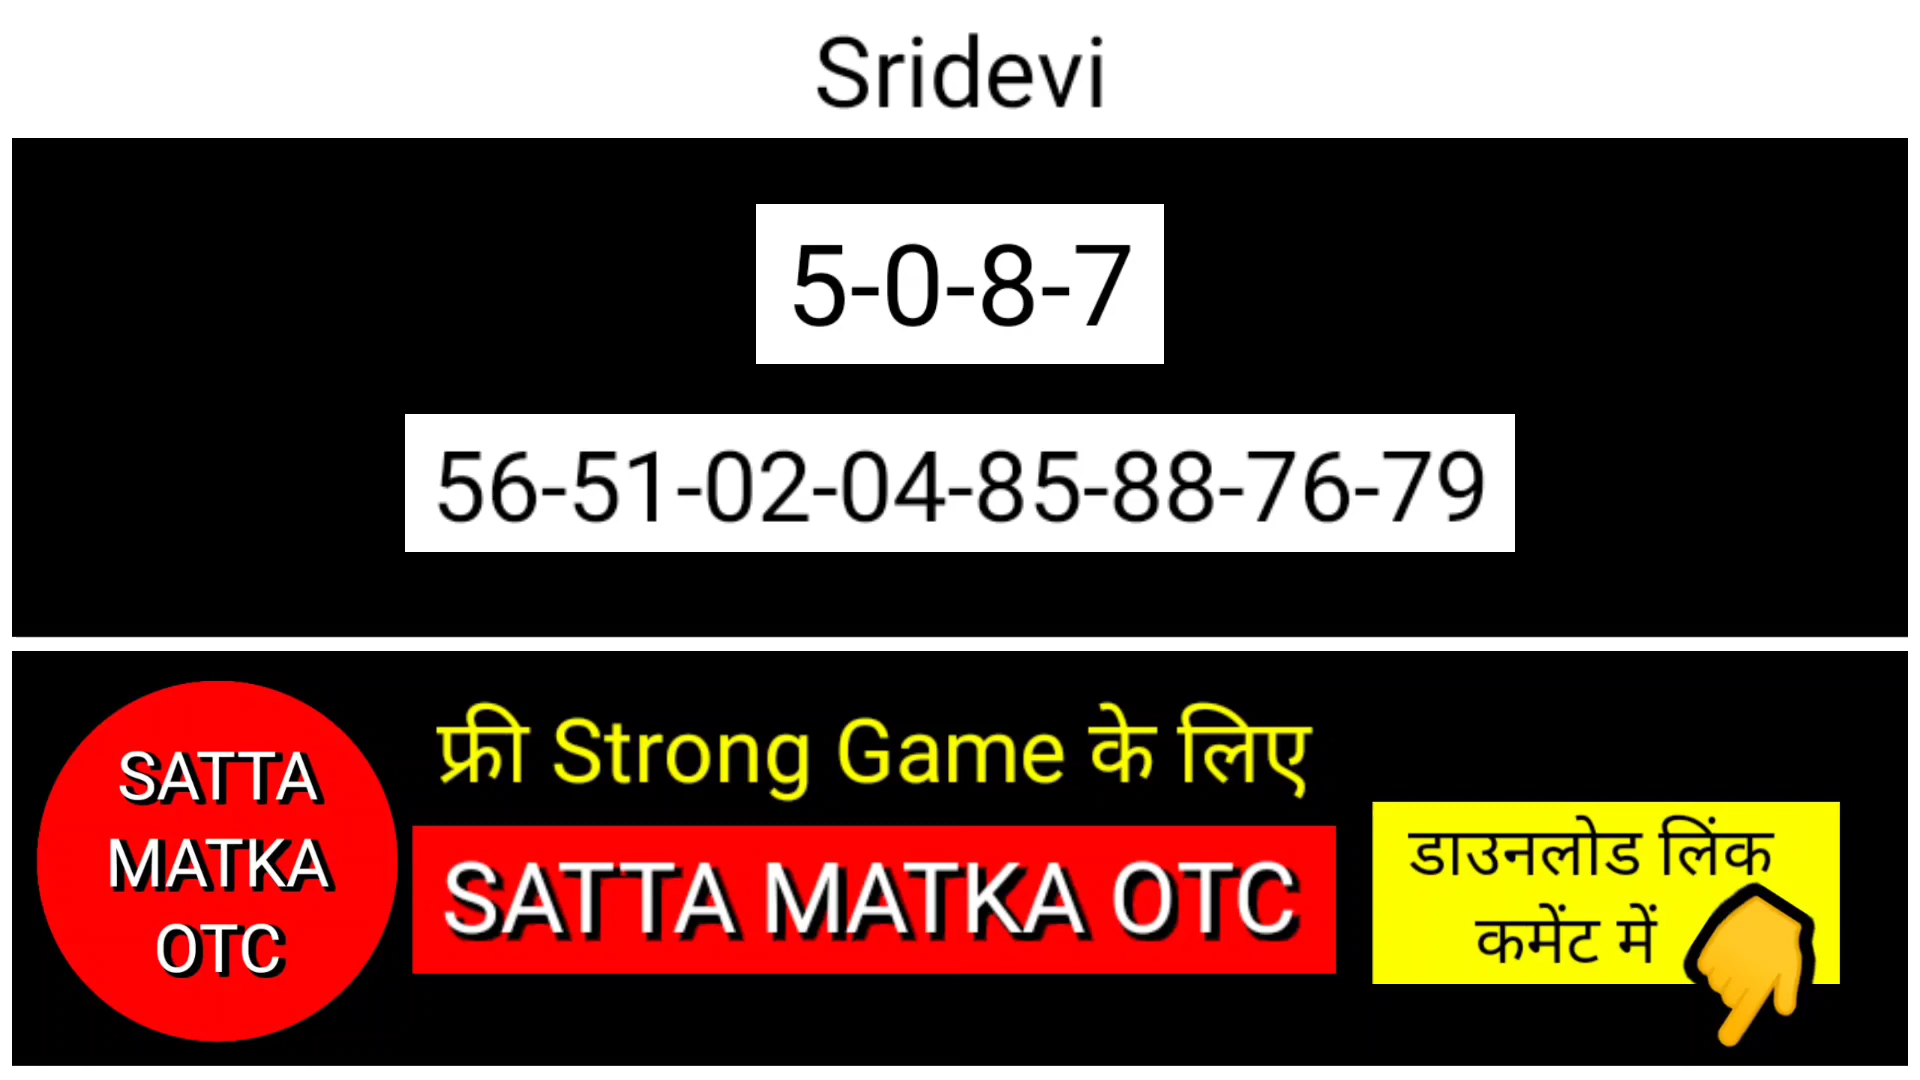 Sridevi
5-0-8-7
56-51-02-04-85-88-76-79
SATTA
MATKA
OTC
फ्री Strong Game के लिए
SATTA MATKA OTC
डाउनलोड लिंक
कमेंट में